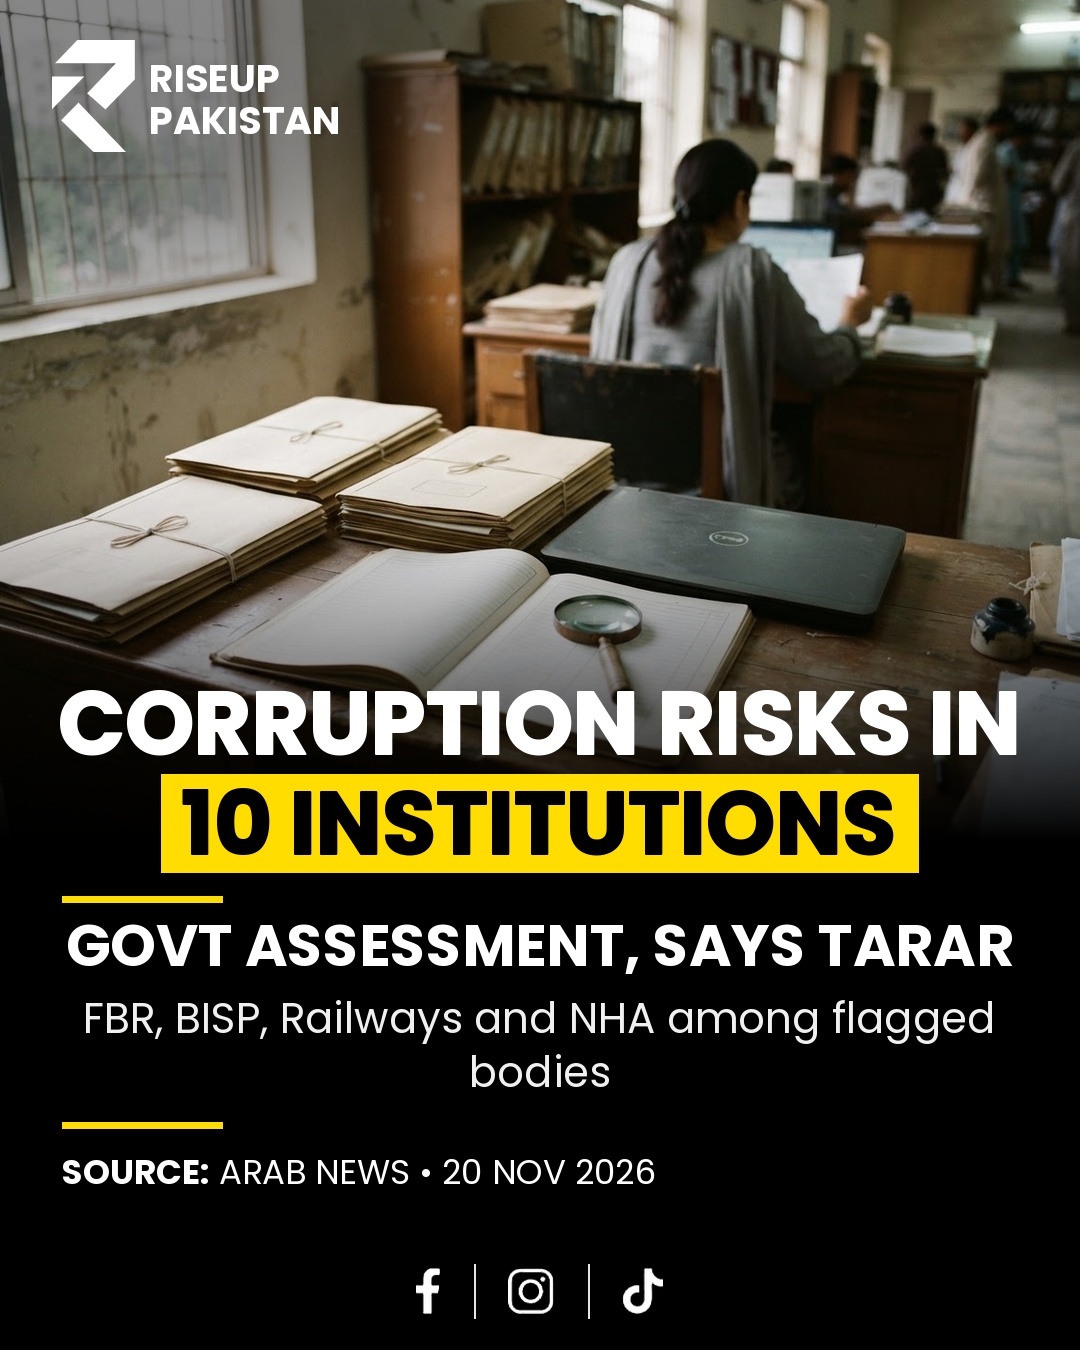 RISEUP
PAKISTAN
CORRUPTION RISKS IN
10 INSTITUTIONS
GOVT ASSESSMENT, SAYS TARAR
FBR, BISP, Railways and NHA among flagged
bodies
SOURCE: ARAB NEWS • 20 NOV 2026